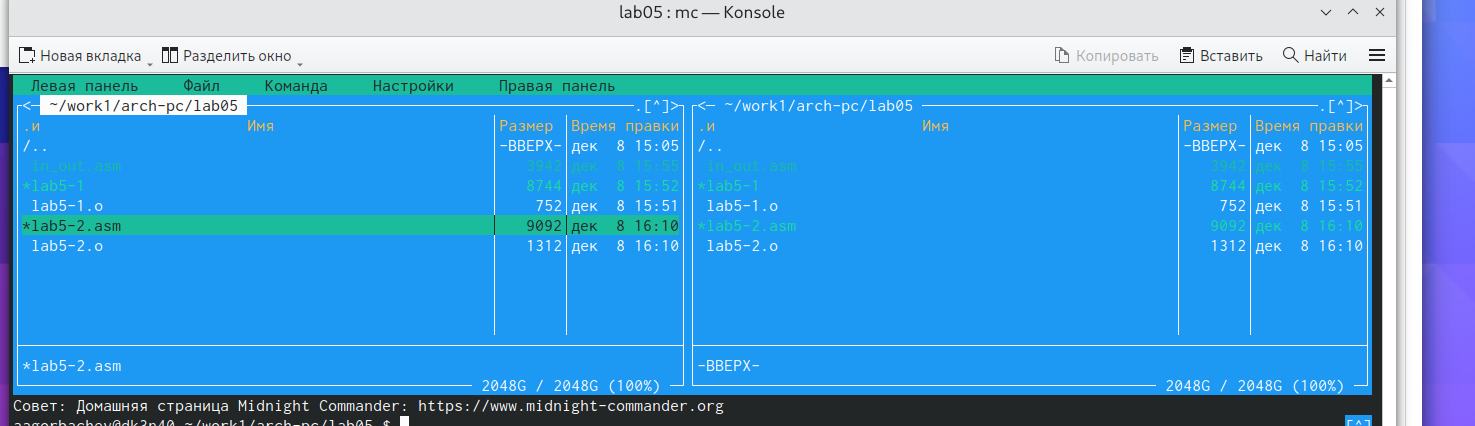 lab05 : mc — Konsole
Новая вкладка Разделить окно Копировать Вставить Найти
Левая панель Файл Команда Настройки Правая панель
<─ ~/work1/arch-pc/lab05 ─.[^]> <─ ~/work1/arch-pc/lab05 ─.[^]>
.и Имя Размер Время правки .и Имя Размер Время правки
/.. -ВВЕРХ- дек 8 15:05 /.. -ВВЕРХ- дек 8 15:05
in_out.asm 3942 дек 8 15:55 in_out.asm 3942 дек 8 15:55
*lab5-1 8744 дек 8 15:52 *lab5-1 8744 дек 8 15:52
lab5-1.o 752 дек 8 15:51 lab5-1.o 752 дек 8 15:51
*lab5-2.asm 9092 дек 8 16:10 *lab5-2.asm 9092 дек 8 16:10
lab5-2.o 1312 дек 8 16:10 lab5-2.o 1312 дек 8 16:10
*lab5-2.asm -ВВЕРХ-
2048G / 2048G (100%) 2048G / 2048G (100%)
Совет: Домашняя страница Midnight Commander: https://www.midnight-commander.org
aagorbachev@dk3n40 ~/work1/arch-pc/lab05 $ [^]